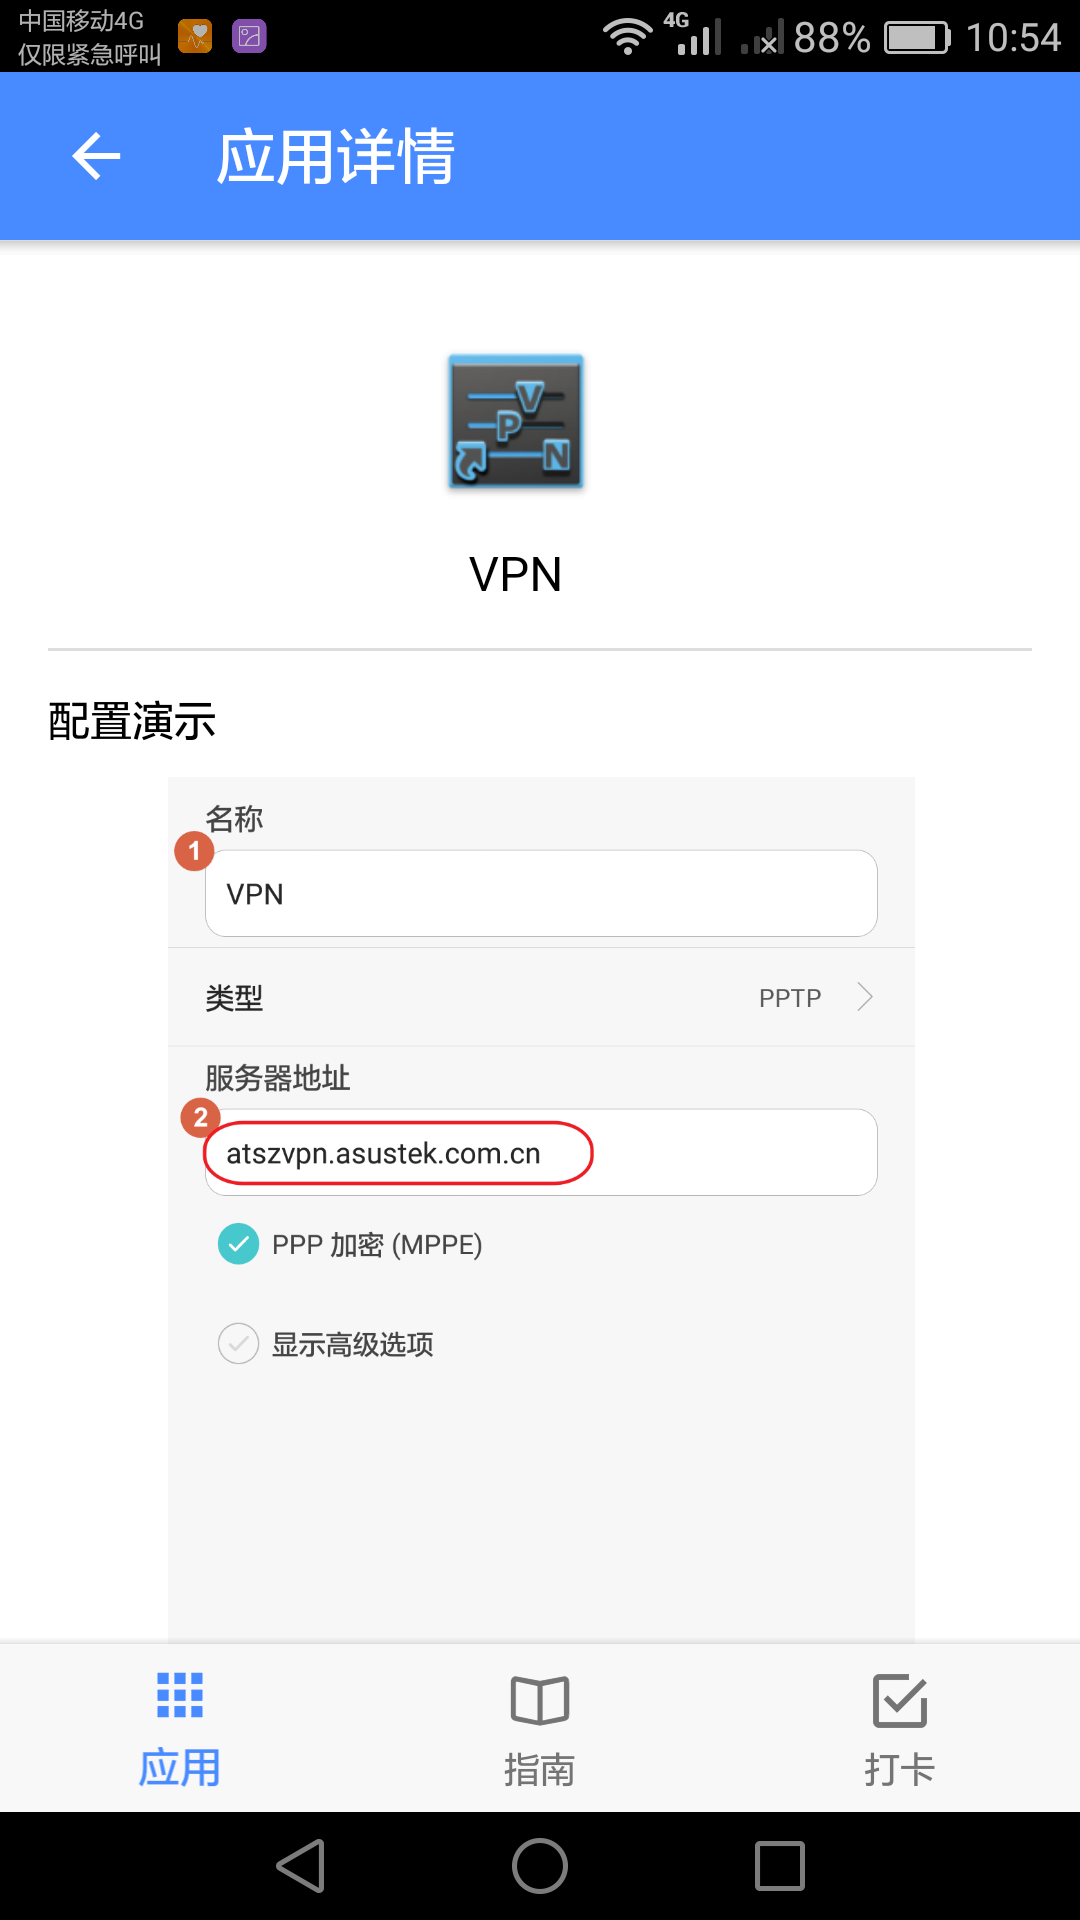 中国移动4G
仅限紧急呼叫
4G
88%
10:54
应用详情
V
P
N
VPN
配置演示
名称
1
VPN
类型
PPTP
服务器地址
2
atszvpn.asustek.com.cn
PPP 加密 (MPPE)
显示高级选项
应用
指南
打卡